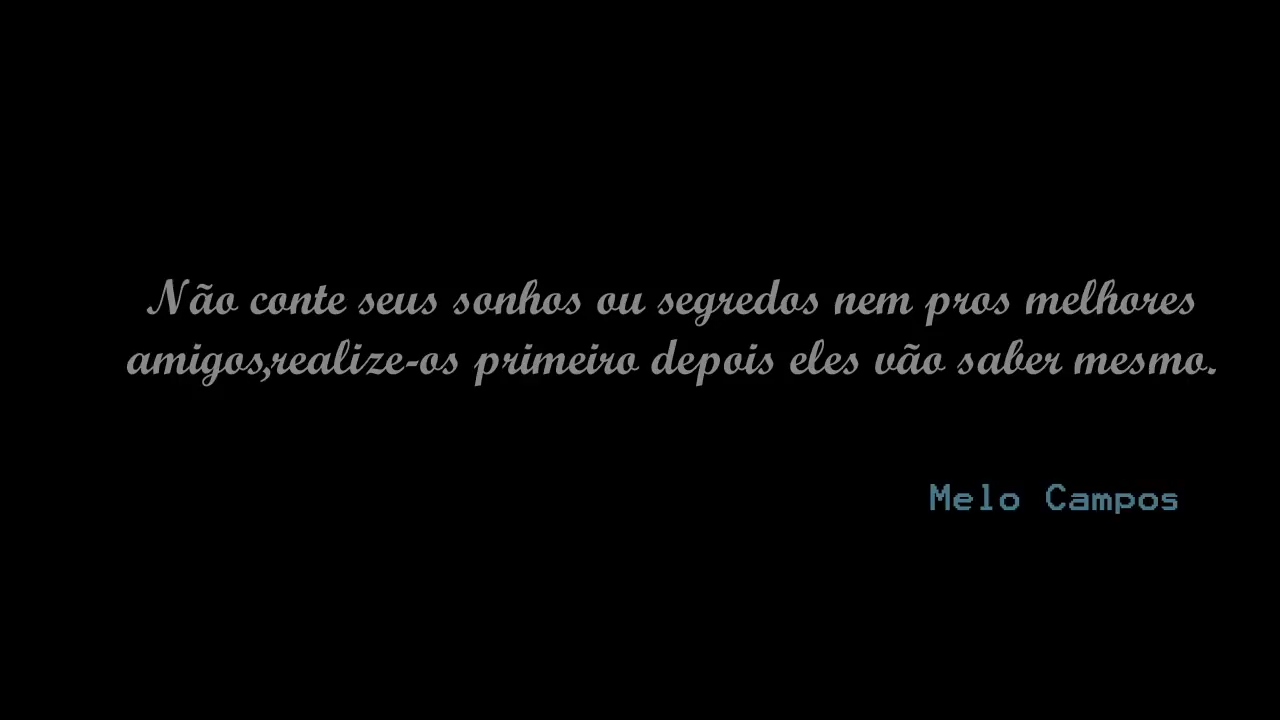 Não conte seus sonhos ou segredos nem pros melhores
amigos,realize-os primeiro depois eles vão saber mesmo.
Melo Campos